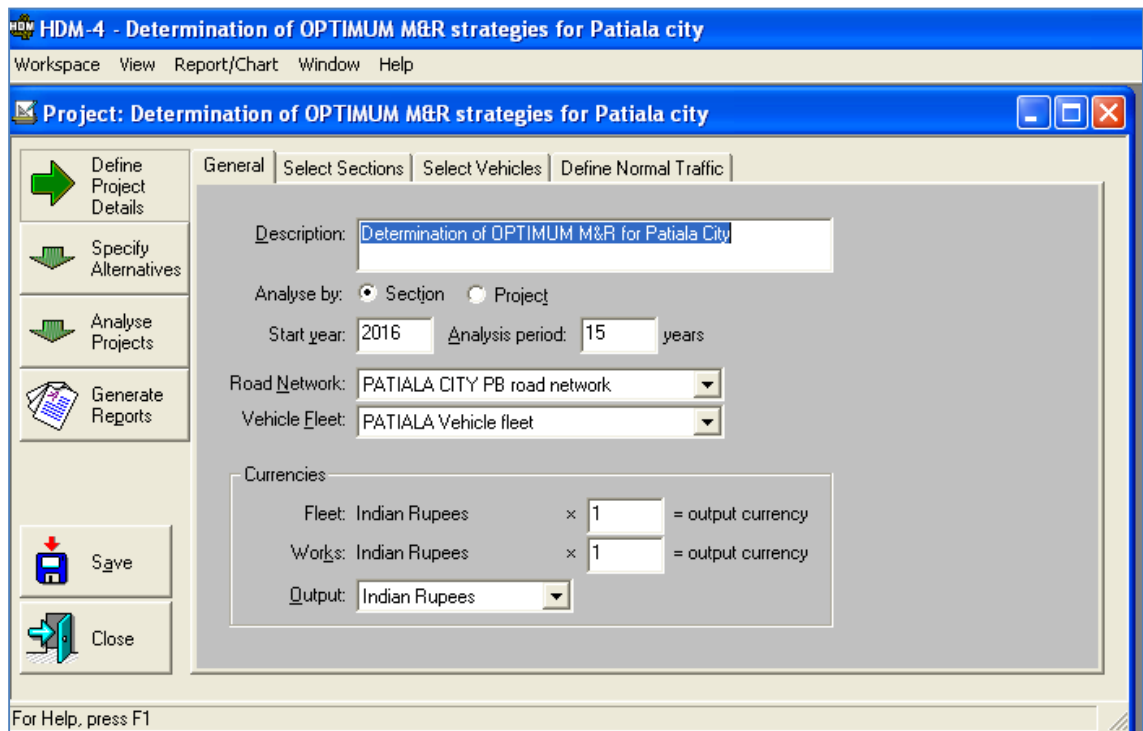 HDM-4 - Determination of OPTIMUM M&R strategies for Patiala city
Workspace View Report/Chart Window Help
Project: Determination of OPTIMUM M&R strategies for Patiala city
Define
Project
Details
Specify
Alternatives
Analyse
Projects
Generate
Reports
Save
Close
General Select Sections Select Vehicles Define Normal Traffic
Description: Determination of OPTIMUM M&R for Patiala City
Analyse by: Section Project
Start year: 2016 Analysis period: 15 years
Road Network: PATIALA CITY PB road network
Vehicle Fleet: PATIALA Vehicle fleet
Currencies
Fleet: Indian Rupees × 1 = output currency
Works: Indian Rupees × 1 = output currency
Output: Indian Rupees
For Help, press F1